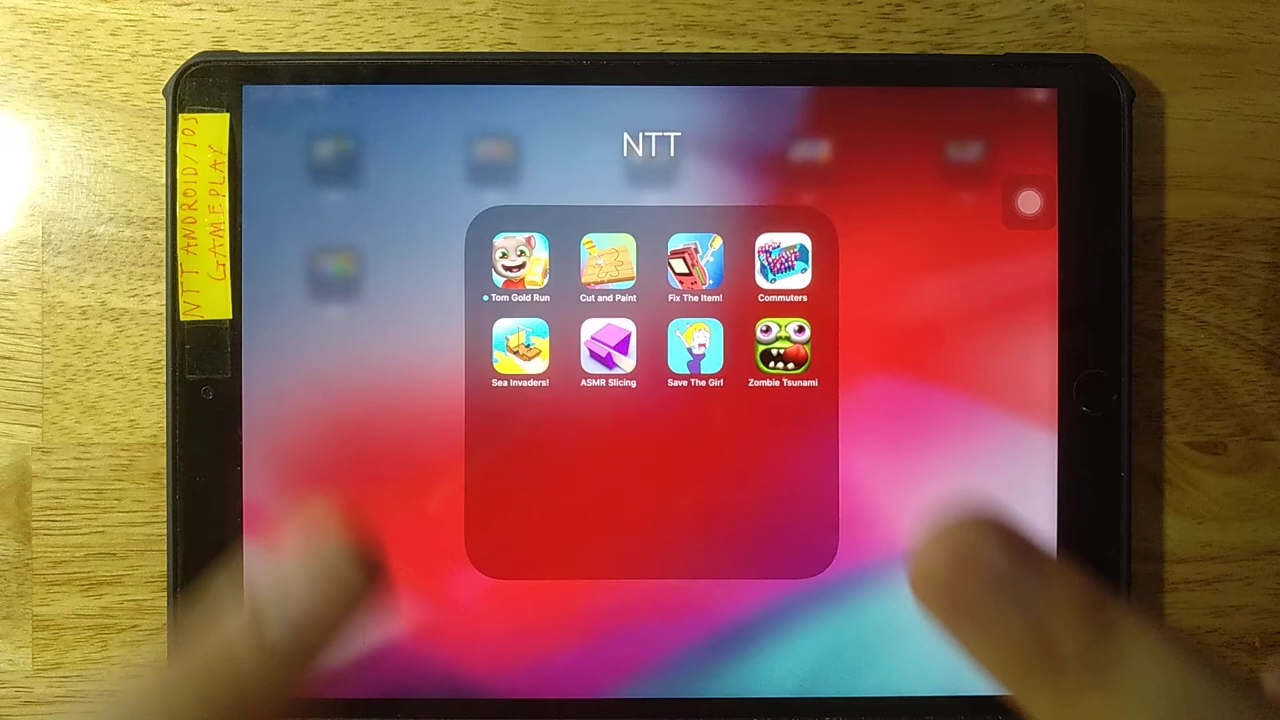 NTT ANDROID/IOS
GAMEPLAY
NTT
Tom Gold Run
Cut and Paint
Fix The Item!
Commuters
Sea Invaders!
ASMR Slicing
Save The Girl
Zombie Tsunami